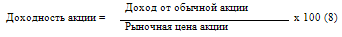 Доход от обычной акции
Доходность акции = х 100 (8)
Рыночная цена акции